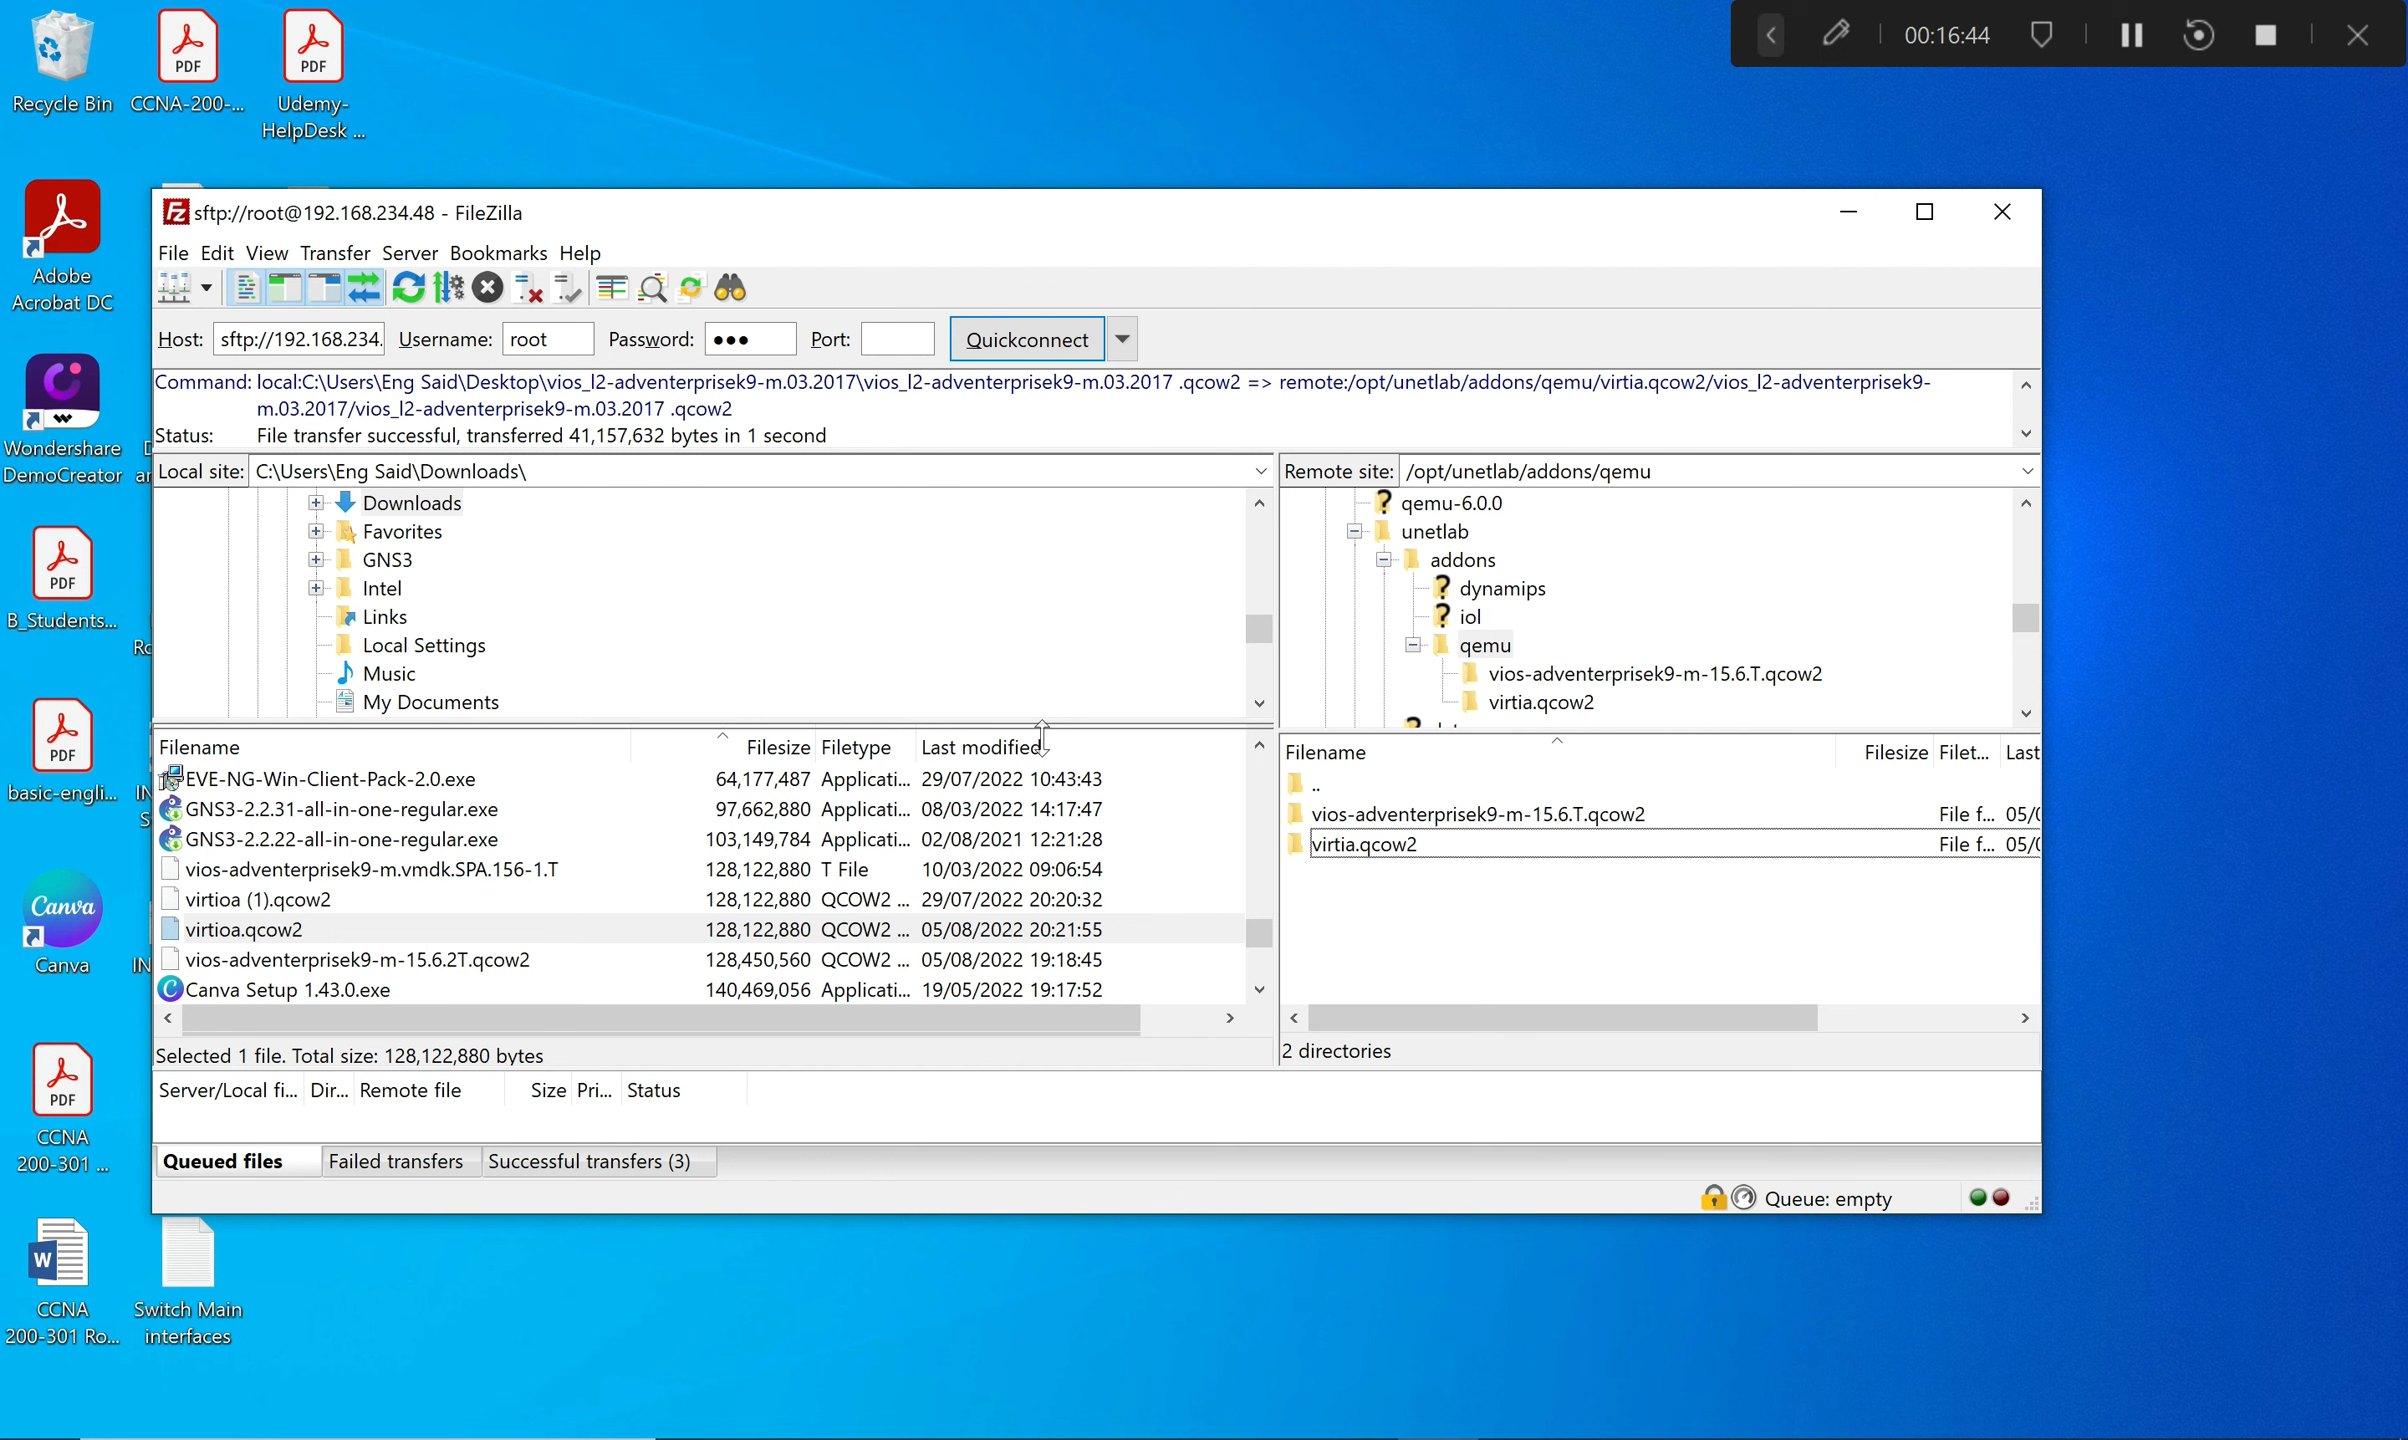 00:16:44
Recycle Bin
CCNA-200-...
Udemy-
HelpDesk ...
Adobe
Acrobat DC
Wondershare
DemoCreator
B_Students...
basic-engli...
Canva
CCNA
200-301 ...
CCNA
200-301 Ro...
Switch Main
interfaces
PDF
PDF
PDF
PDF
PDF
Canva
W
sftp://root@192.168.234.48 - FileZilla
File Edit View Transfer Server Bookmarks Help
Host: sftp://192.168.234. Username: root Password: ●●● Port: Quickconnect
Command: local:C:\Users\Eng Said\Desktop\vios_l2-adventerprisek9-m.03.2017\vios_l2-adventerprisek9-m.03.2017 .qcow2 => remote:/opt/unetlab/addons/qemu/virtia.qcow2/vios_l2-adventerprisek9-
m.03.2017/vios_l2-adventerprisek9-m.03.2017 .qcow2
Status: File transfer successful, transferred 41,157,632 bytes in 1 second
Local site: C:\Users\Eng Said\Downloads\
Downloads
Favorites
GNS3
Intel
Links
Local Settings
Music
My Documents
Remote site: /opt/unetlab/addons/qemu
qemu-6.0.0
unetlab
addons
dynamips
iol
qemu
vios-adventerprisek9-m-15.6.T.qcow2
virtia.qcow2
Filename Filesize Filetype Last modified
EVE-NG-Win-Client-Pack-2.0.exe 64,177,487 Applicati... 29/07/2022 10:43:43
GNS3-2.2.31-all-in-one-regular.exe 97,662,880 Applicati... 08/03/2022 14:17:47
GNS3-2.2.22-all-in-one-regular.exe 103,149,784 Applicati... 02/08/2021 12:21:28
vios-adventerprisek9-m.vmdk.SPA.156-1.T 128,122,880 T File 10/03/2022 09:06:54
virtioa (1).qcow2 128,122,880 QCOW2 ... 29/07/2022 20:20:32
virtioa.qcow2 128,122,880 QCOW2 ... 05/08/2022 20:21:55
vios-adventerprisek9-m-15.6.2T.qcow2 128,450,560 QCOW2 ... 05/08/2022 19:18:45
Canva Setup 1.43.0.exe 140,469,056 Applicati... 19/05/2022 19:17:52
Selected 1 file. Total size: 128,122,880 bytes
Filename Filesize Filet... Last
..
vios-adventerprisek9-m-15.6.T.qcow2 File f... 05/0
virtia.qcow2 File f... 05/0
2 directories
Server/Local fi... Dir... Remote file Size Pri... Status
Queued files Failed transfers Successful transfers (3)
Queue: empty